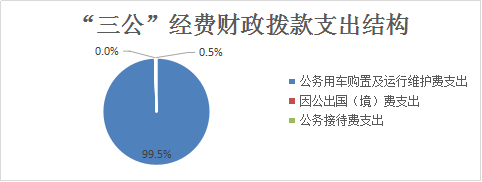 “三公”经费财政拨款支出结构
0.0%
0.5%
99.5%
公务用车购置及运行维护费支出
因公出国（境）费支出
公务接待费支出